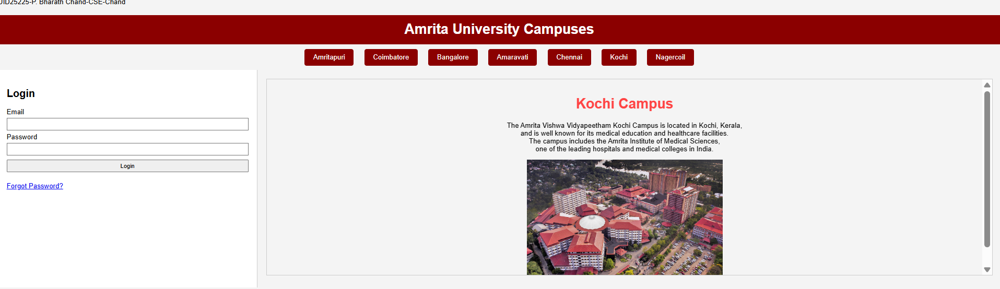 JID25225-P. Bharath Chand-CSE-Chand
Amrita University Campuses
Amritapuri Coimbatore Bangalore Amaravati Chennai Kochi Nagercoil
Login
Email
Password
Login
Forgot Password?
Kochi Campus
The Amrita Vishwa Vidyapeetham Kochi Campus is located in Kochi, Kerala,
and is well known for its medical education and healthcare facilities.
The campus includes the Amrita Institute of Medical Sciences,
one of the leading hospitals and medical colleges in India.